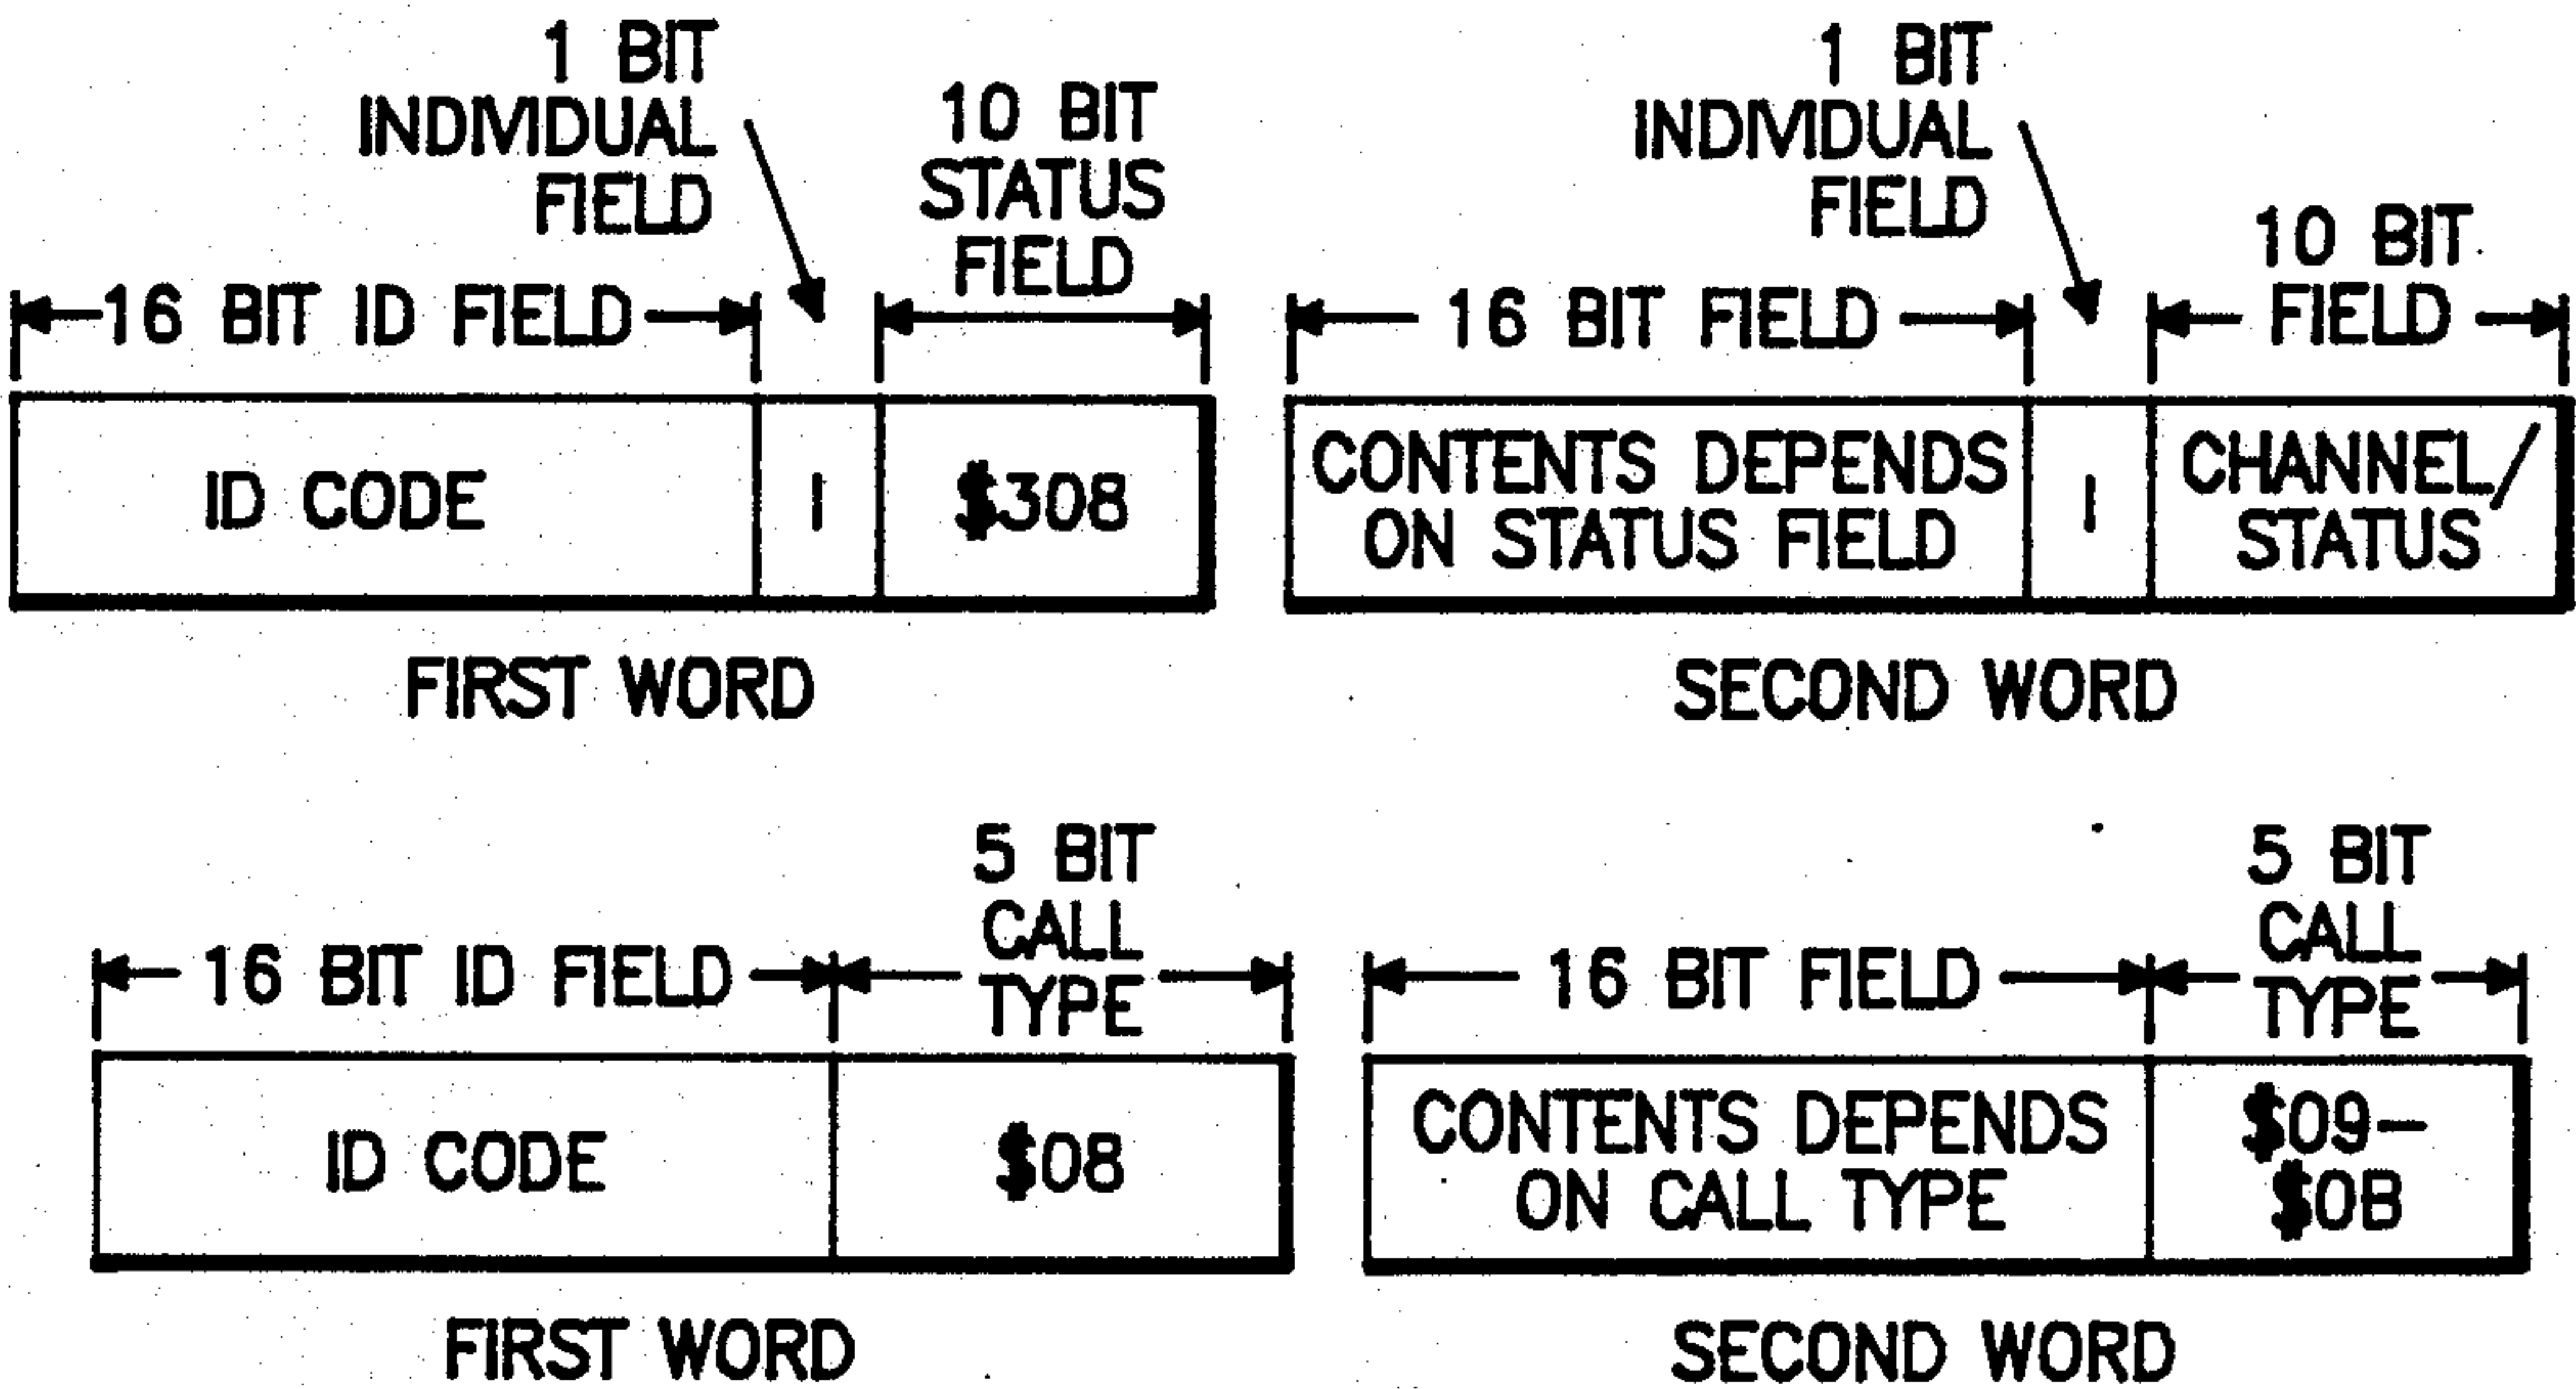 1 BIT
INDIVIDUAL
FIELD
10 BIT
STATUS
FIELD
16 BIT ID FIELD
1 BIT
INDIVIDUAL
FIELD
10 BIT
FIELD
16 BIT FIELD
ID CODE
I
$308
CONTENTS DEPENDS
ON STATUS FIELD
I
CHANNEL/
STATUS
FIRST WORD
SECOND WORD
16 BIT ID FIELD
5 BIT
CALL
TYPE
16 BIT FIELD
5 BIT
CALL
TYPE
ID CODE
$08
CONTENTS DEPENDS
ON CALL TYPE
$09-
$0B
FIRST WORD
SECOND WORD